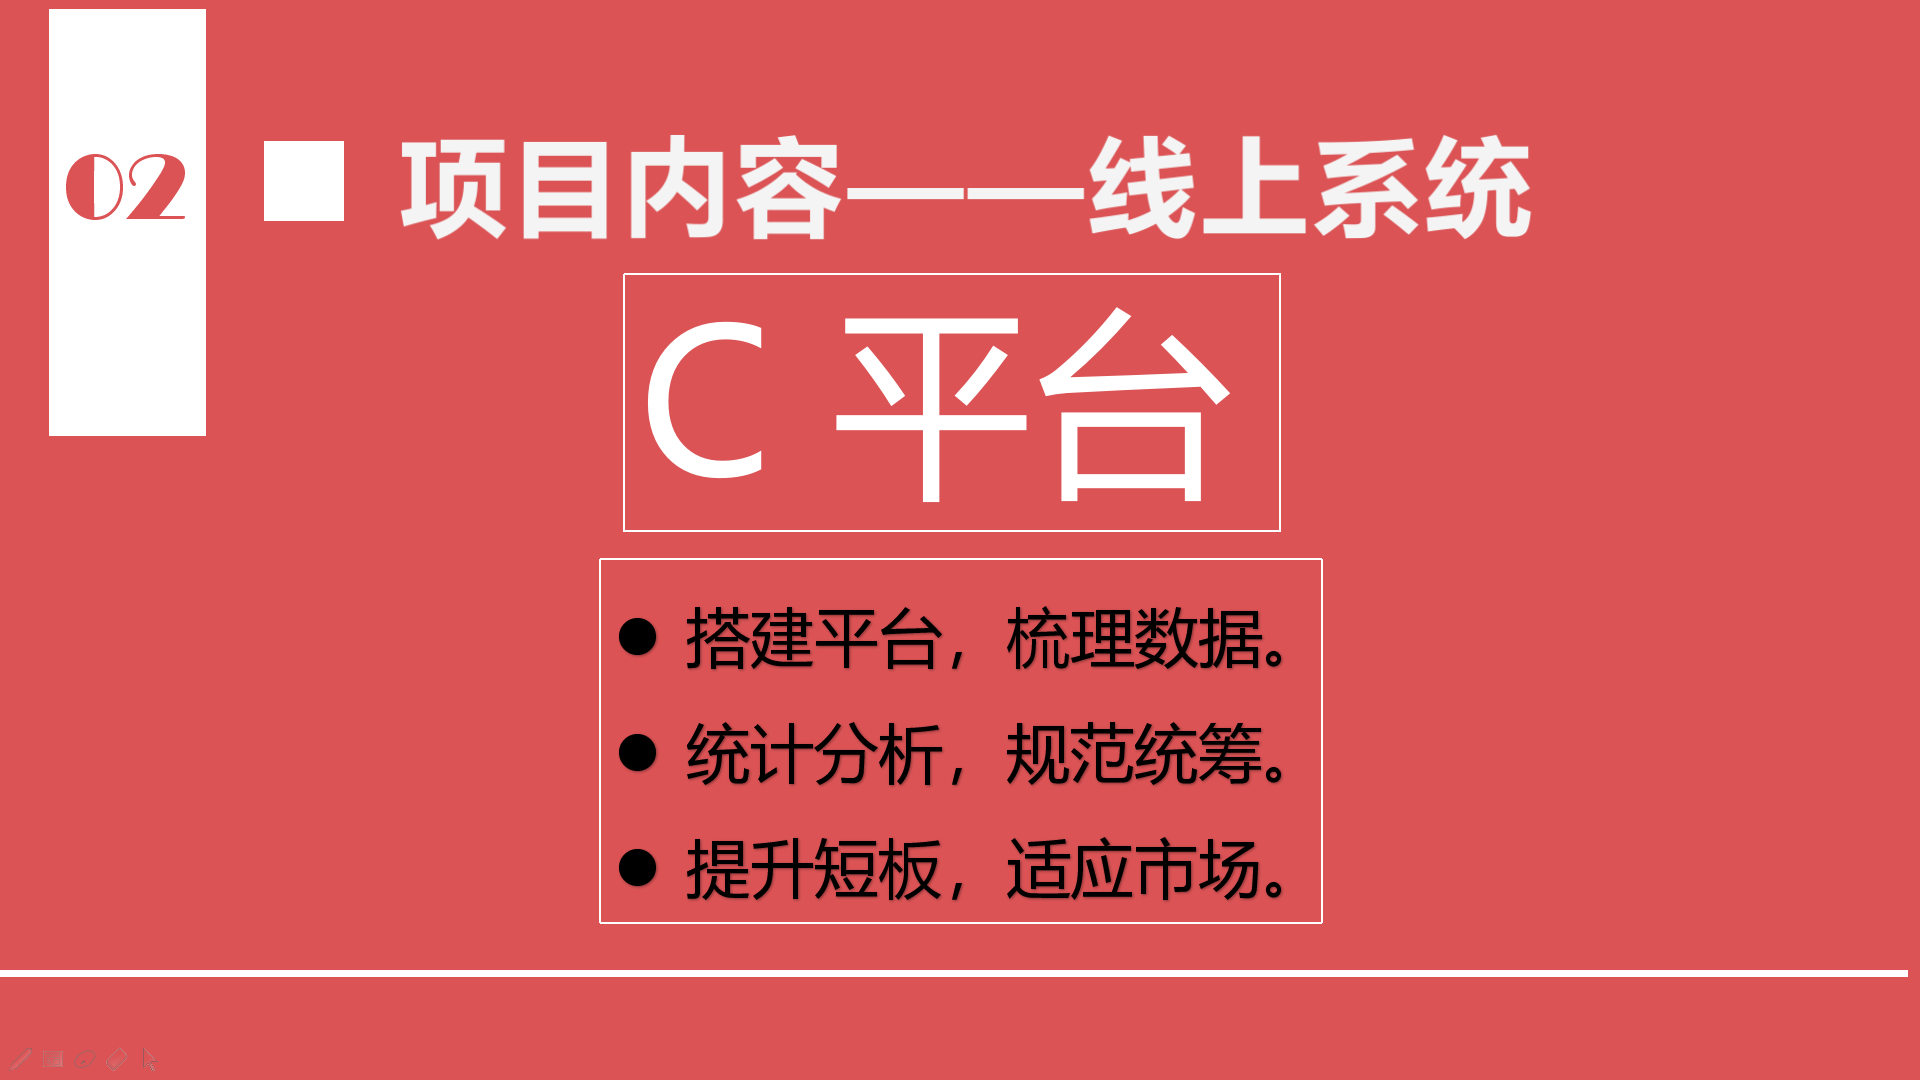 02
项目内容——线上系统
C 平台
● 搭建平台，梳理数据。
● 统计分析，规范统筹。
● 提升短板，适应市场。